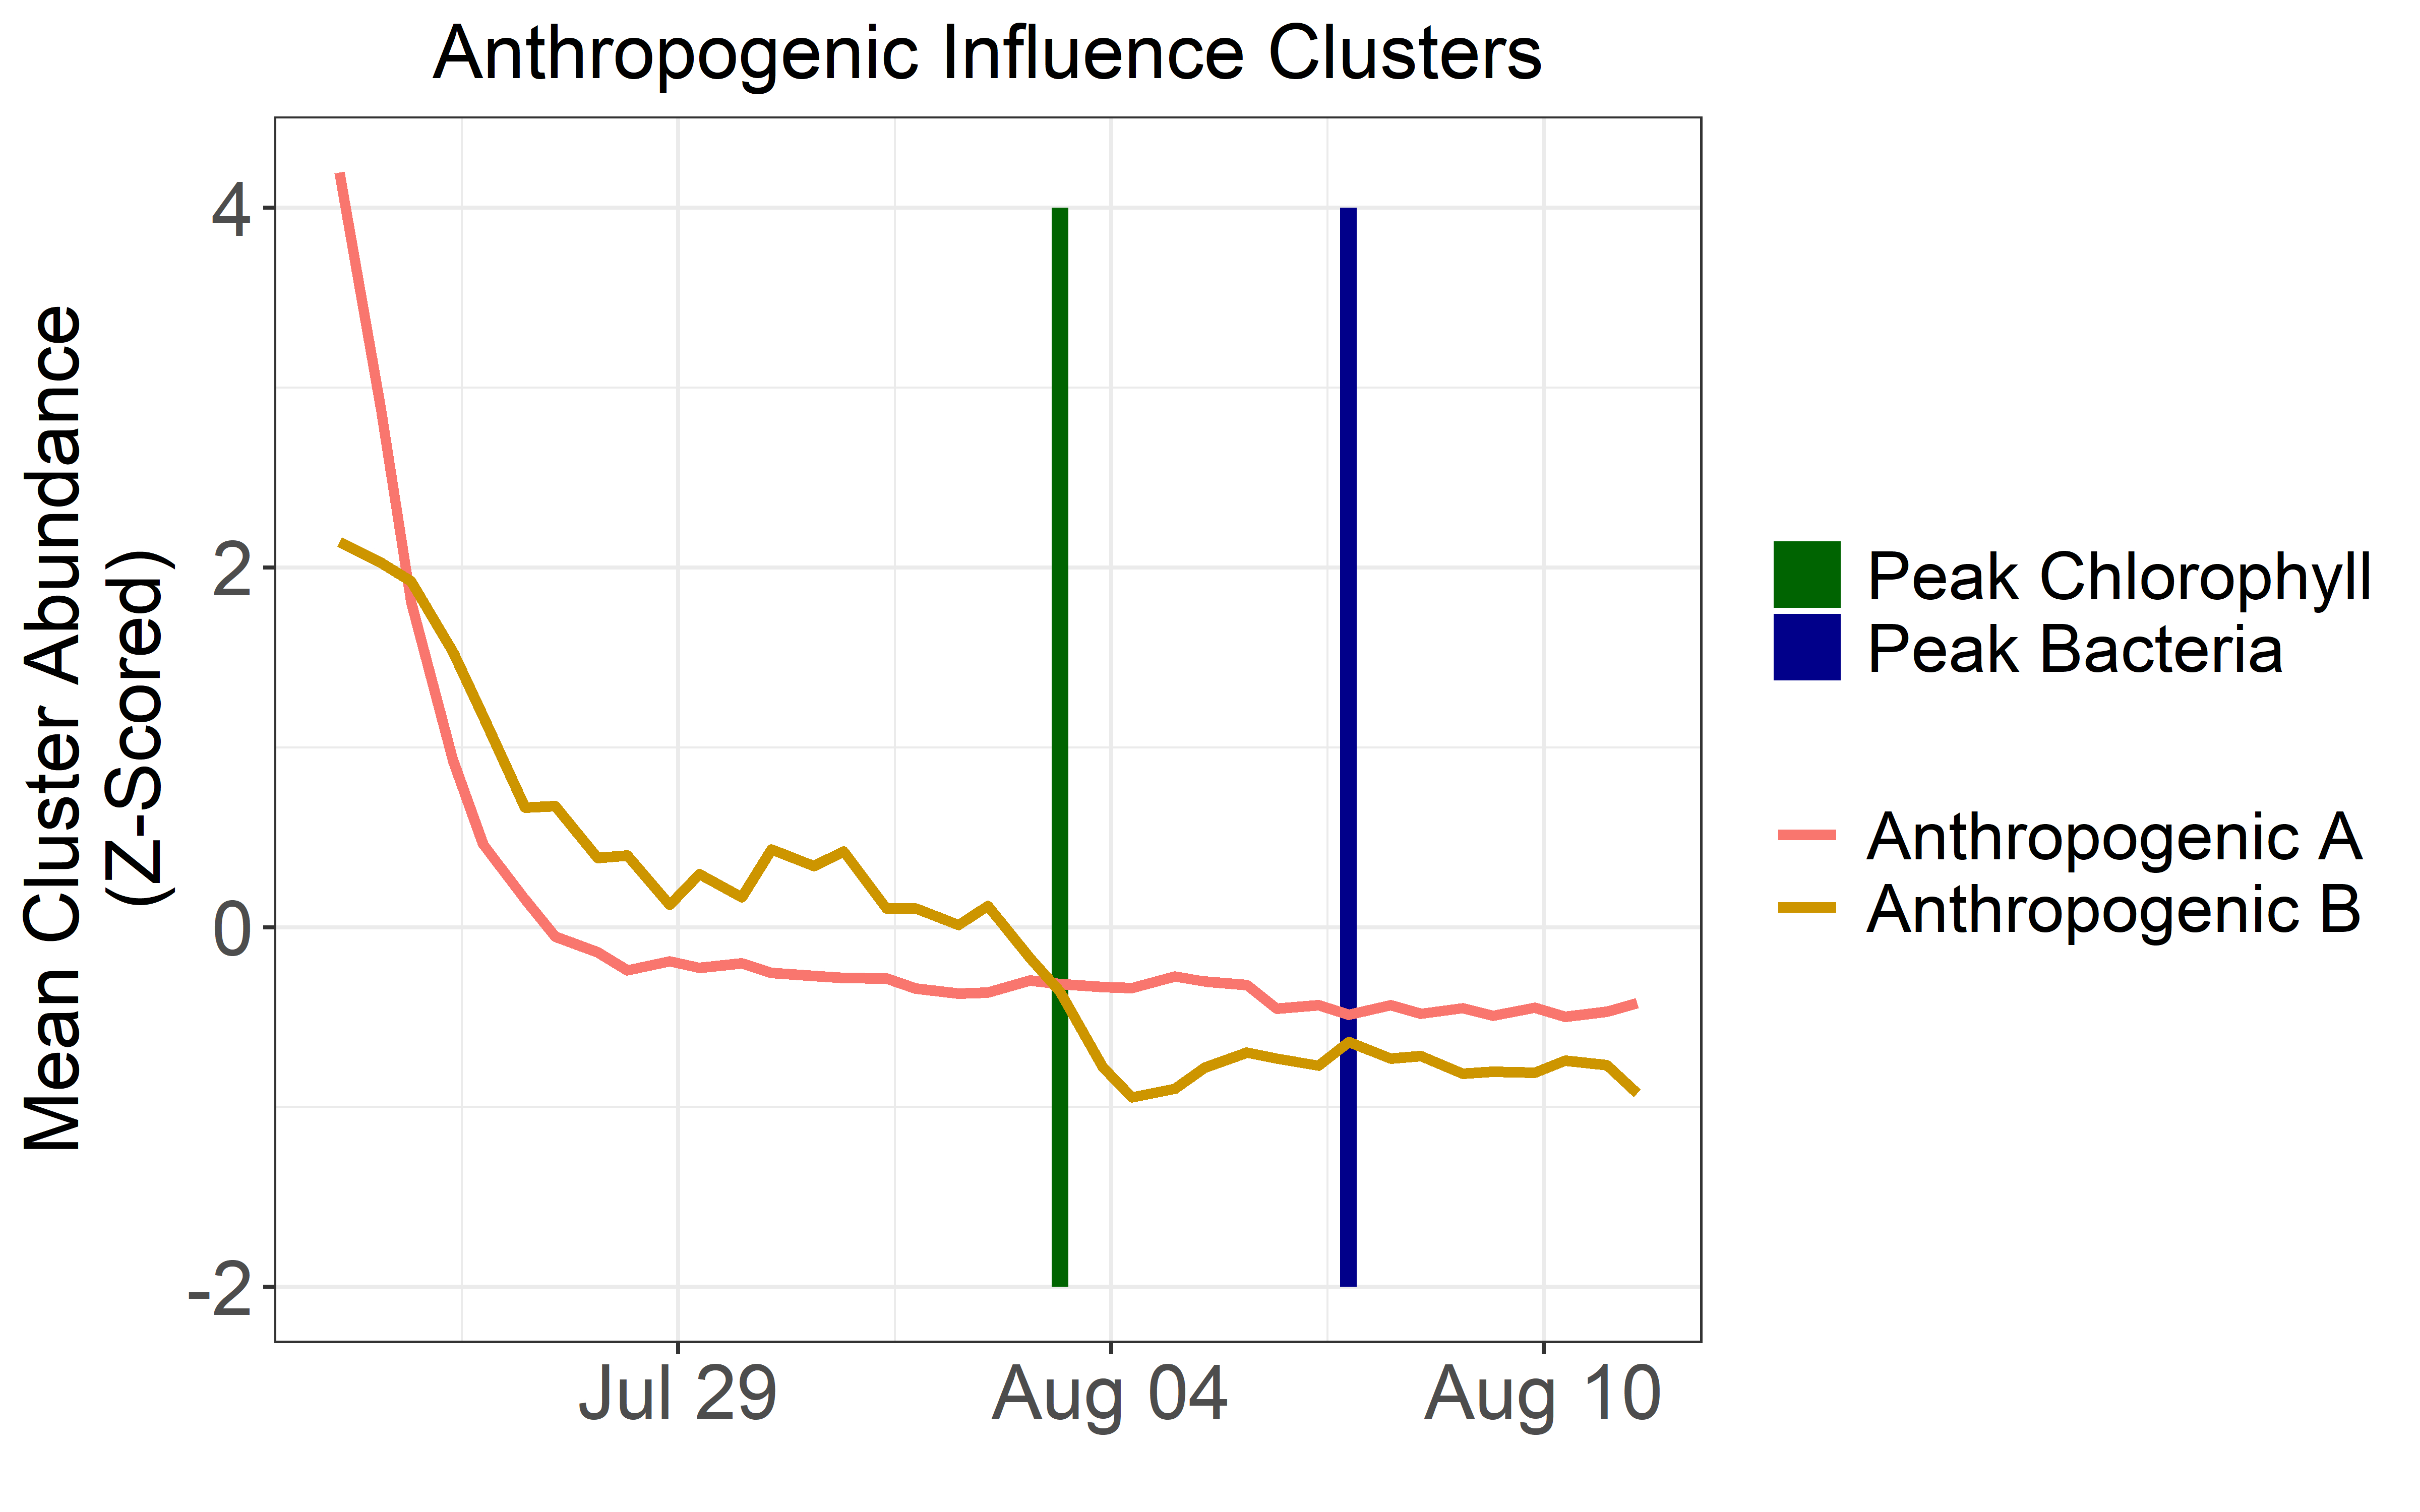 Anthropogenic Influence Clusters
Mean Cluster Abundance
(Z-Scored)
4
2
0
-2
Jul 29
Aug 04
Aug 10
Peak Chlorophyll
Peak Bacteria
Anthropogenic A
Anthropogenic B